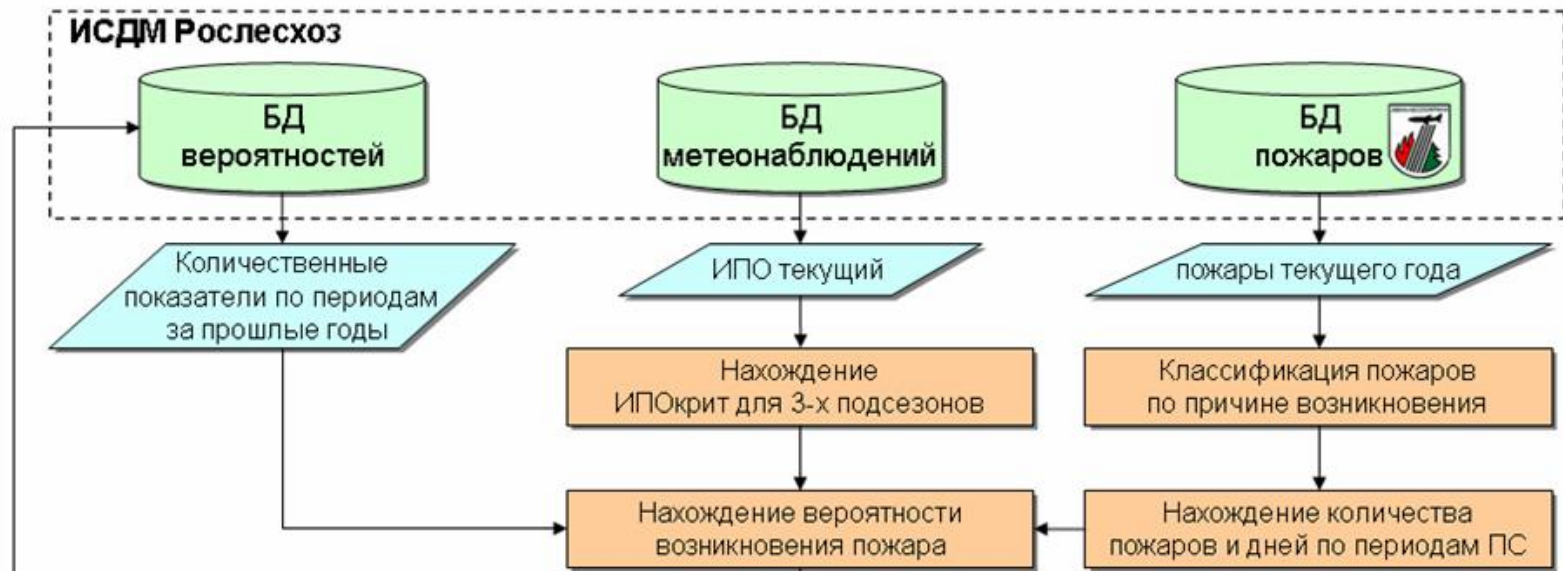 ИСДМ Рослесхоз
БД
вероятностей
БД
метеонаблюдений
БД
пожаров
Количественные
показатели по периодам
за прошлые годы
ИПО текущий
пожары текущего года
Нахождение
ИПОкрит для 3-х подсезонов
Классификация пожаров
по причине возникновения
Нахождение вероятности
возникновения пожара
Нахождение количества
пожаров и дней по периодам ПС